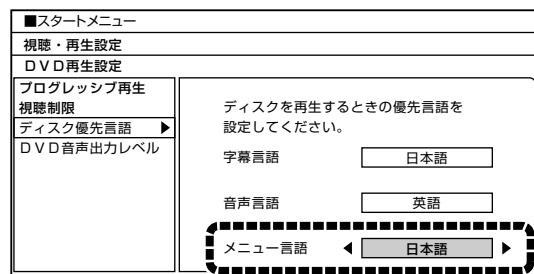 ■スタートメニュー
視聴・再生設定
ＤＶＤ再生設定
プログレッシブ再生
視聴制限
ディスク優先言語 ▶
ＤＶＤ音声出力レベル
ディスクを再生するときの優先言語を
設定してください。
字幕言語 日本語
音声言語 英語
メニュー言語 ◀ 日本語 ▶